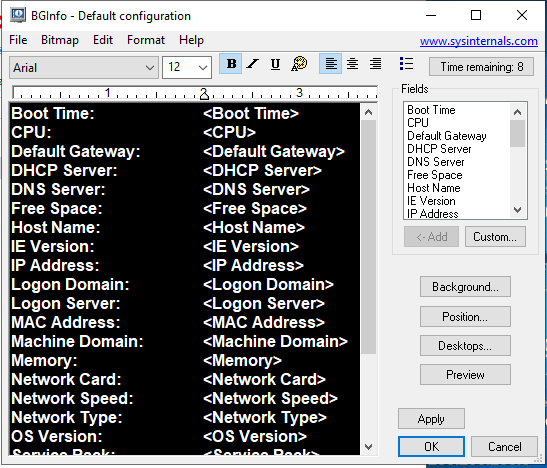 BGInfo - Default configuration
File Bitmap Edit Format Help www.sysinternals.com
Arial 12 B I U Time remaining: 8
1 2 3
Boot Time: <Boot Time>
CPU: <CPU>
Default Gateway: <Default Gateway>
DHCP Server: <DHCP Server>
DNS Server: <DNS Server>
Free Space: <Free Space>
Host Name: <Host Name>
IE Version: <IE Version>
IP Address: <IP Address>
Logon Domain: <Logon Domain>
Logon Server: <Logon Server>
MAC Address: <MAC Address>
Machine Domain: <Machine Domain>
Memory: <Memory>
Network Card: <Network Card>
Network Speed: <Network Speed>
Network Type: <Network Type>
OS Version: <OS Version>
Service Pack: <Service Pack>
Fields
Boot Time
CPU
Default Gateway
DHCP Server
DNS Server
Free Space
Host Name
IE Version
IP Address
<- Add Custom...
Background...
Position...
Desktops...
Preview
Apply
OK Cancel